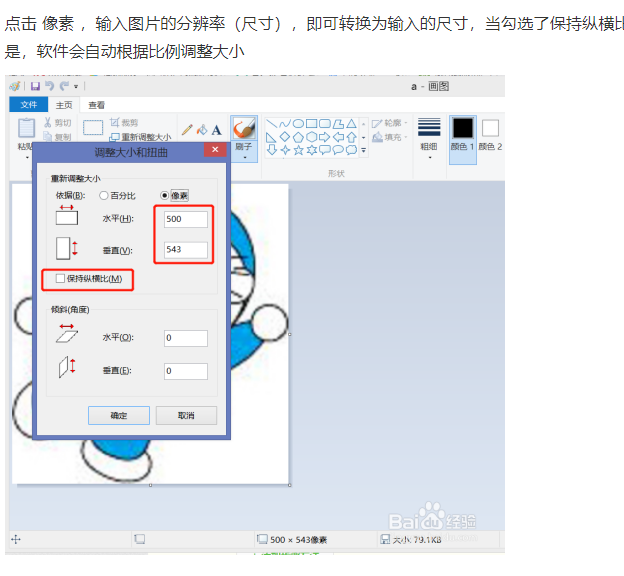 点击 像素 ，输入图片的分辨率（尺寸），即可转换为输入的尺寸，当勾选了保持纵横比
是，软件会自动根据比例调整大小
a - 画图
文件 主页 查看
剪切
复制
裁剪
重新调整大小
A
刷子
形状
轮廓
填充
粗细
颜色 1
颜色 2
调整大小和扭曲
重新调整大小
依据(B): 百分比 像素
水平(H): 500
垂直(V): 543
保持纵横比(M)
倾斜(角度)
水平(O): 0
垂直(E): 0
确定 取消
Baidu 经验
500 × 543像素 大小: 79.1KB